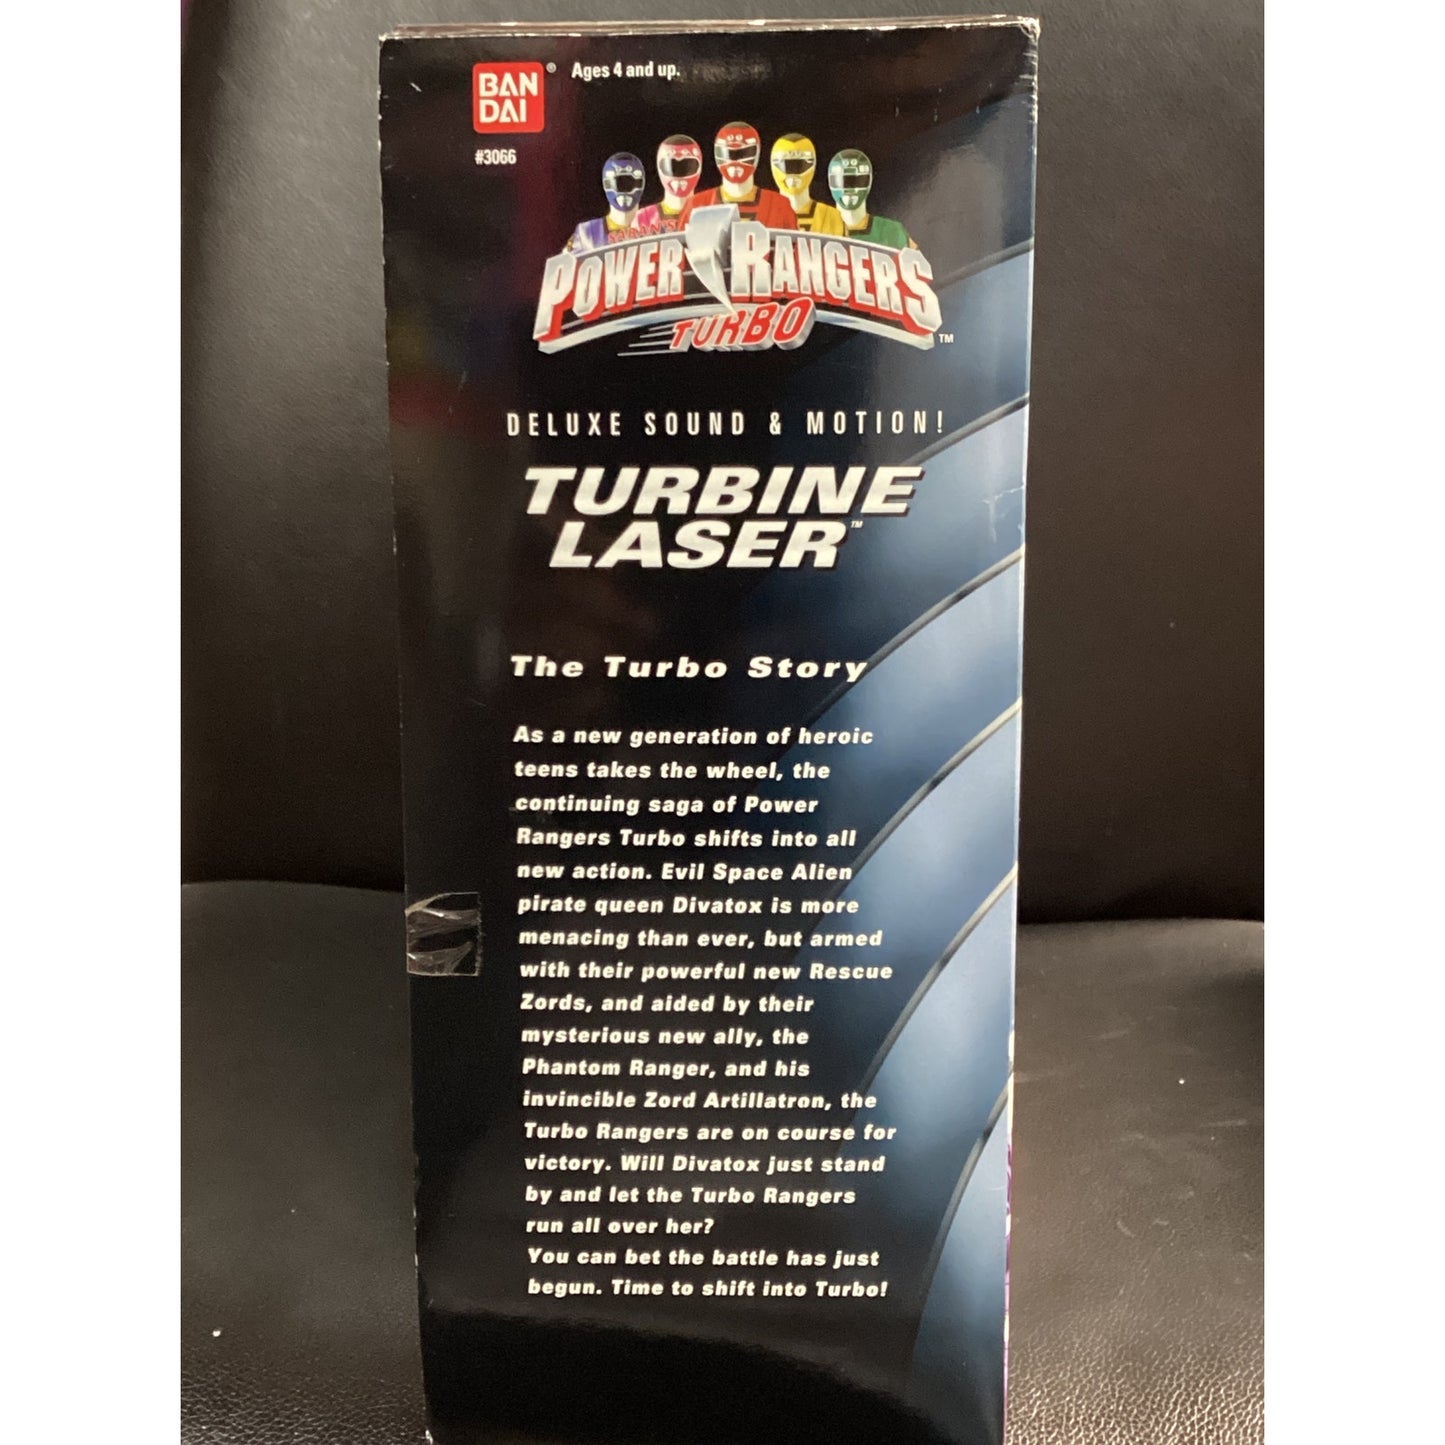 BAN
DAI
®
Ages 4 and up.
#3066
SABAN'S
POWER RANGERS
TURBO
™
DELUXE SOUND & MOTION!
TURBINE
LASER™
The Turbo Story
As a new generation of heroic
teens takes the wheel, the
continuing saga of Power
Rangers Turbo shifts into all
new action. Evil Space Alien
pirate queen Divatox is more
menacing than ever, but armed
with their powerful new Rescue
Zords, and aided by their
mysterious new ally, the
Phantom Ranger, and his
invincible Zord Artillatron, the
Turbo Rangers are on course for
victory. Will Divatox just stand
by and let the Turbo Rangers
run all over her?
You can bet the battle has just
begun. Time to shift into Turbo!